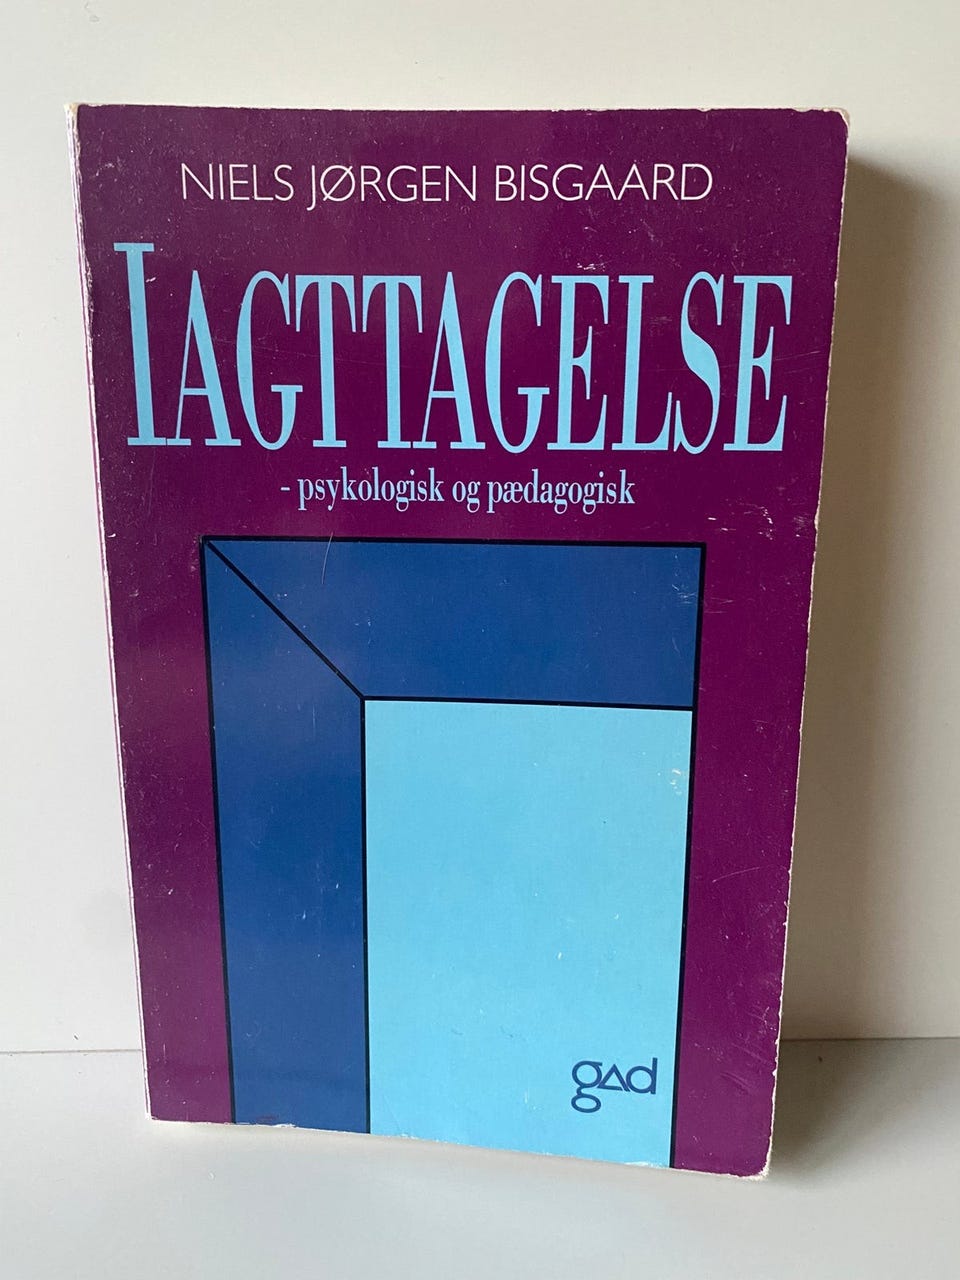 NIELS JØRGEN BISGAARD
IAGTTAGELSE
- psykologisk og pædagogisk
gad